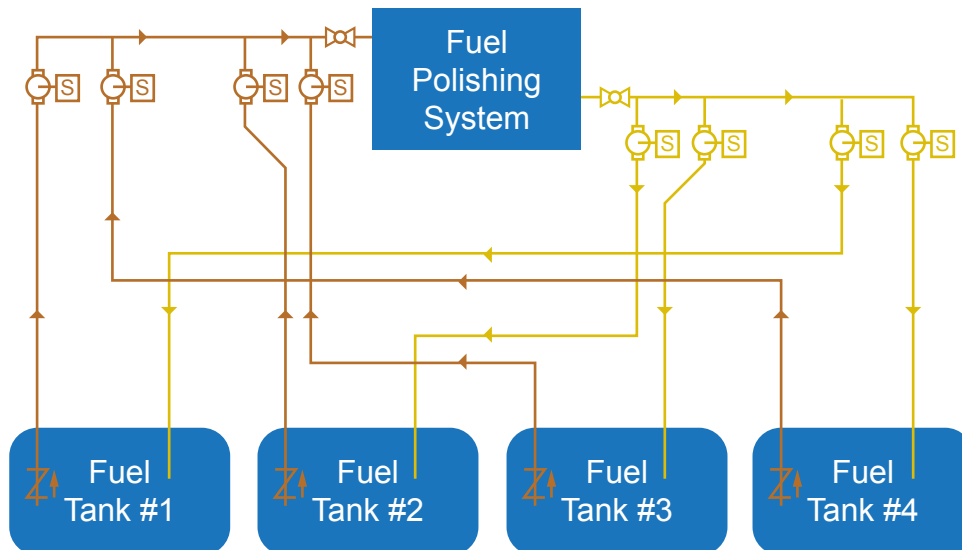 Fuel
Polishing
System
S
S
S
S
S
S
S
S
Fuel
Tank #1
Fuel
Tank #2
Fuel
Tank #3
Fuel
Tank #4